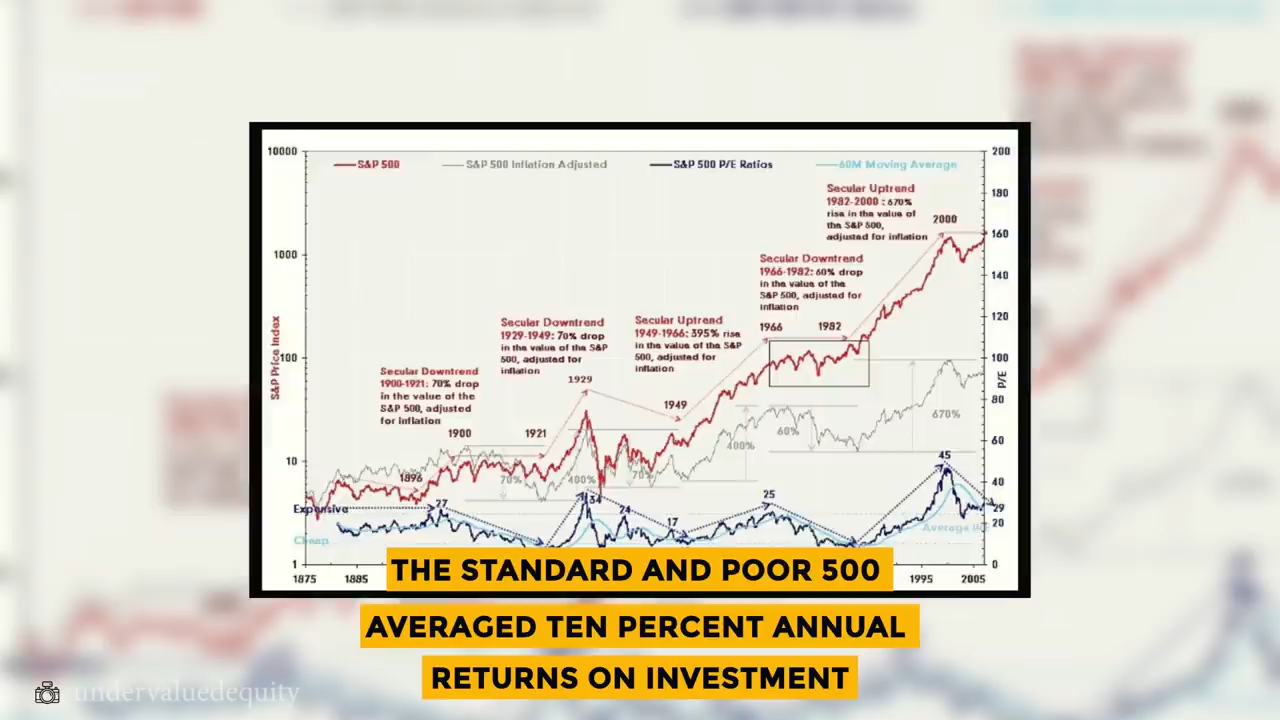 10000
S&P 500
S&P 500 Inflation Adjusted
S&P 500 P/E Ratios
60M Moving Average
200
180
160
140
120
100
80
60
40
20
0
1000
100
10
1
S&P Price Index
P/E
Secular Uptrend
1982-2000 : 670%
rise in the value of
the S&P 500,
adjusted for inflation
2000
Secular Downtrend
1966-1982: 60% drop
in the value of the
S&P 500, adjusted for
inflation
1966
1982
Secular Downtrend
1929-1949: 70% drop
in the value of the S&P
500, adjusted for
inflation
1929
Secular Uptrend
1949-1966: 395% rise
in the value of the S&P
500, adjusted for
inflation
1949
Secular Downtrend
1900-1921: 70% drop
in the value of the
S&P 500, adjusted
for inflation
1900
1921
1896
70%
400%
70%
400%
60%
670%
Expensive
27
34
24
17
25
45
29
Cheap
Average
1875
1885
1995
2005
THE STANDARD AND POOR 500
AVERAGED TEN PERCENT ANNUAL
RETURNS ON INVESTMENT
undervaluedequity